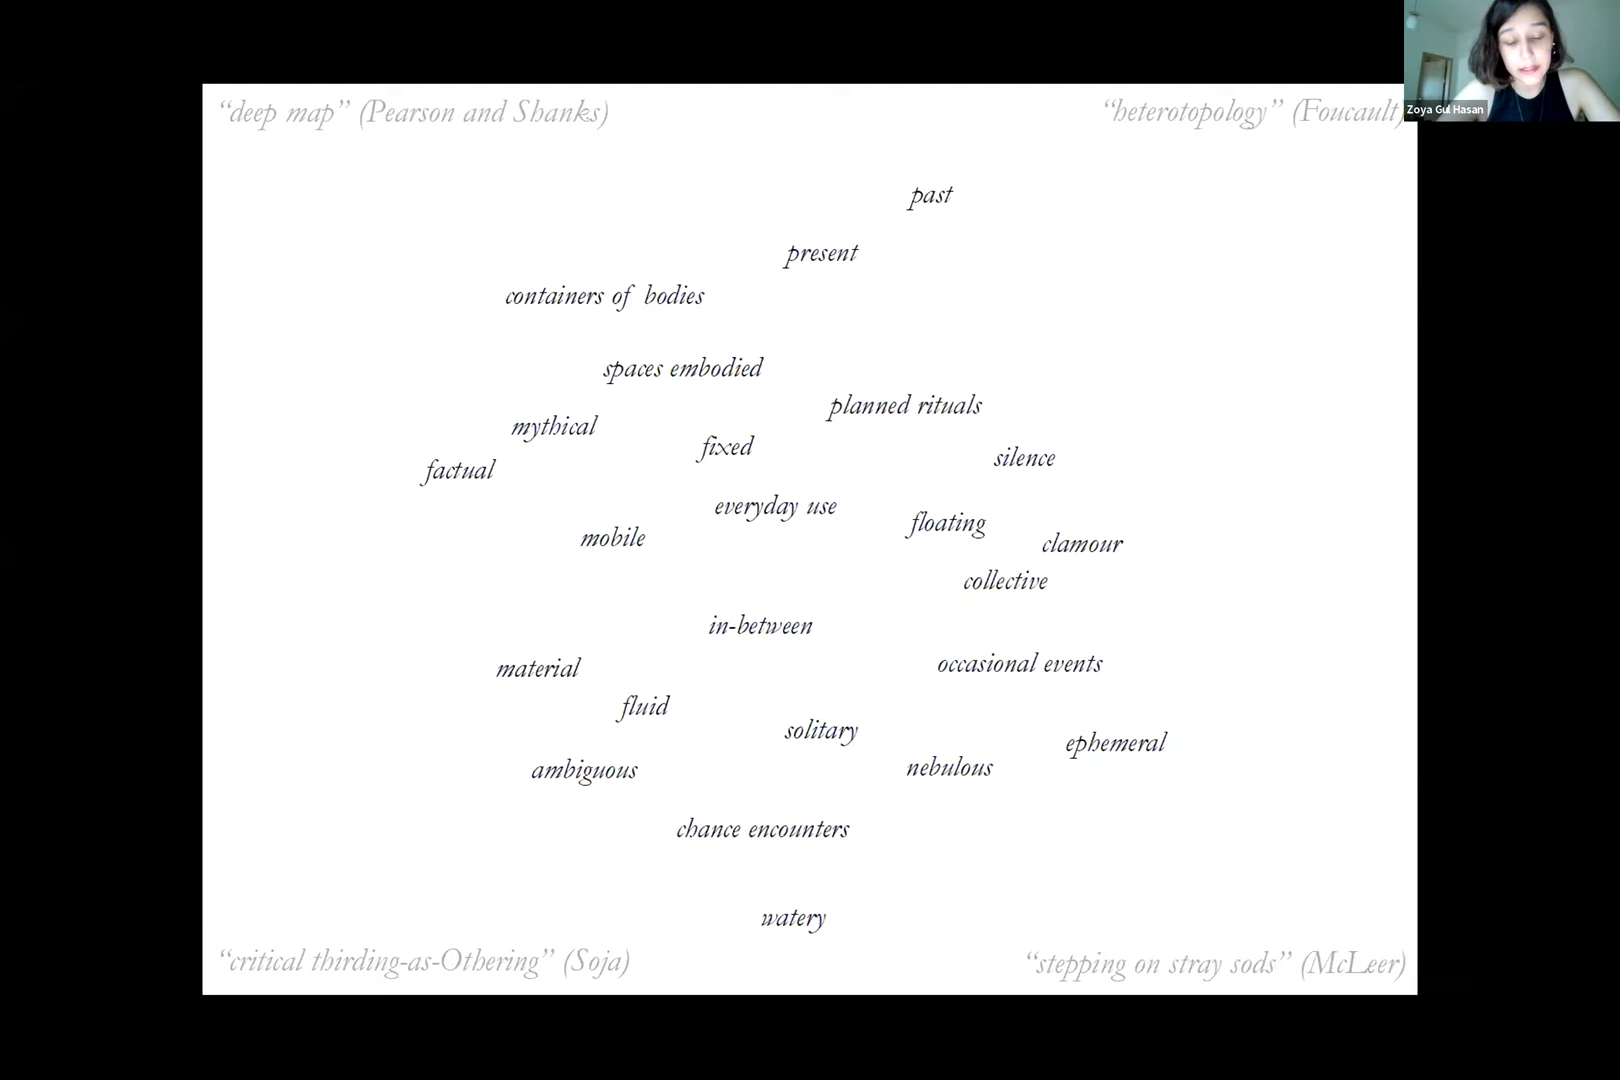 “deep map” (Pearson and Shanks)
“heterotopology” (Foucault)
Zoya Gul Hasan
past
present
containers of bodies
spaces embodied
planned rituals
mythical
fixed
silence
factual
everyday use
floating
mobile
clamour
collective
in-between
occasional events
material
fluid
solitary
ephemeral
nebulous
ambiguous
chance encounters
watery
“critical thirding-as-Othering” (Soja)
“stepping on stray sods” (McLeer)